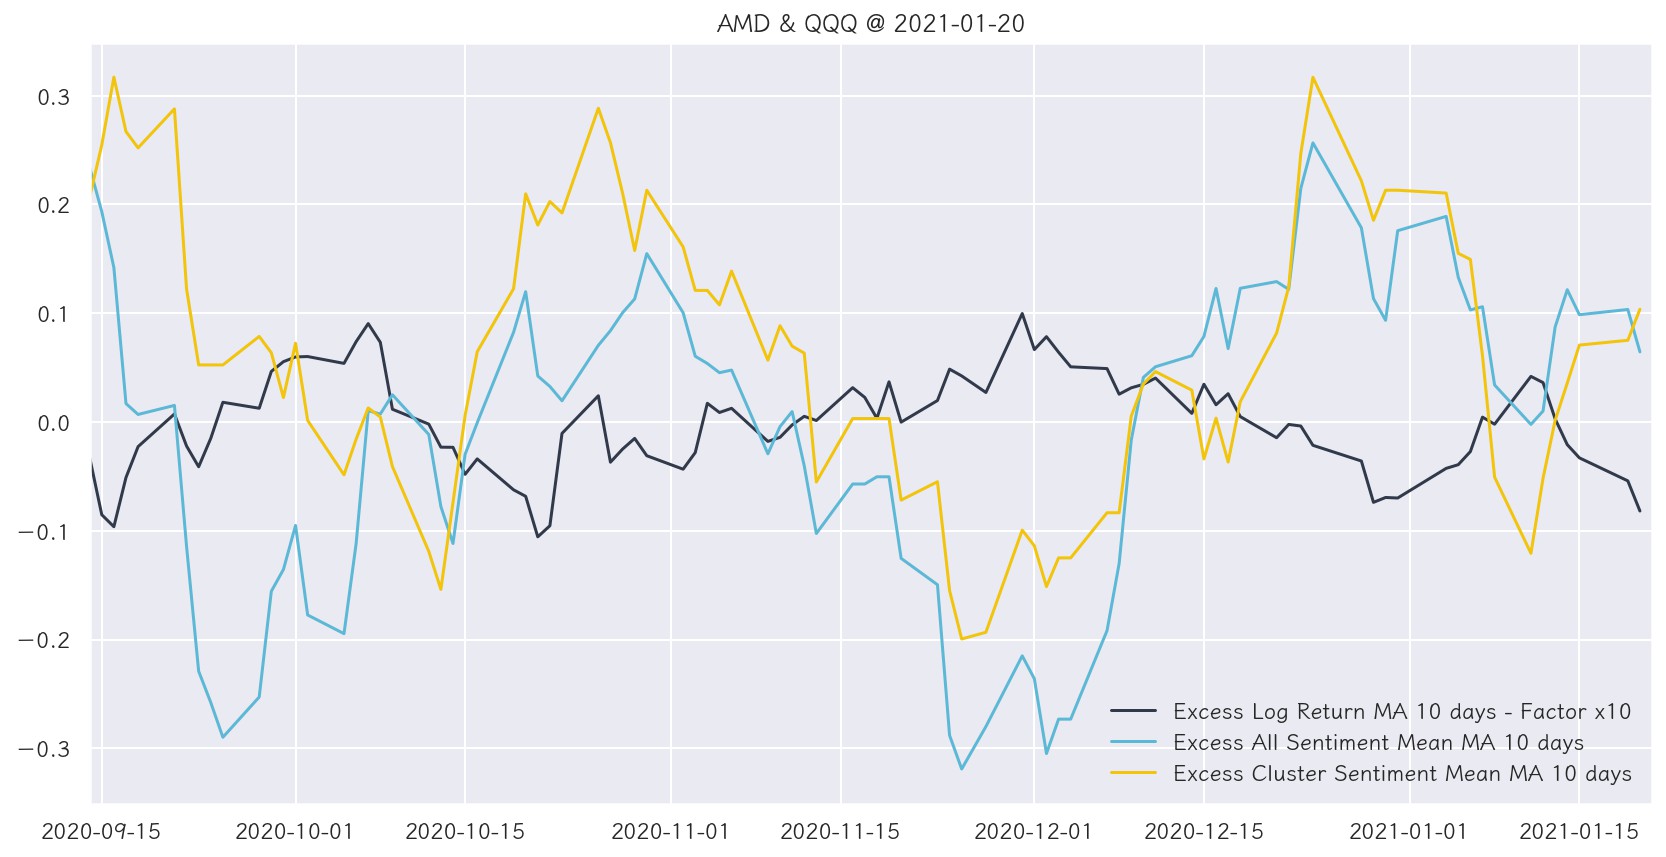 AMD & QQQ @ 2021-01-20
0.3
0.2
0.1
0.0
−0.1
−0.2
−0.3
Excess Log Return MA 10 days - Factor x10
Excess All Sentiment Mean MA 10 days
Excess Cluster Sentiment Mean MA 10 days
2020-09-15 2020-10-01 2020-10-15 2020-11-01 2020-11-15 2020-12-01 2020-12-15 2021-01-01 2021-01-15